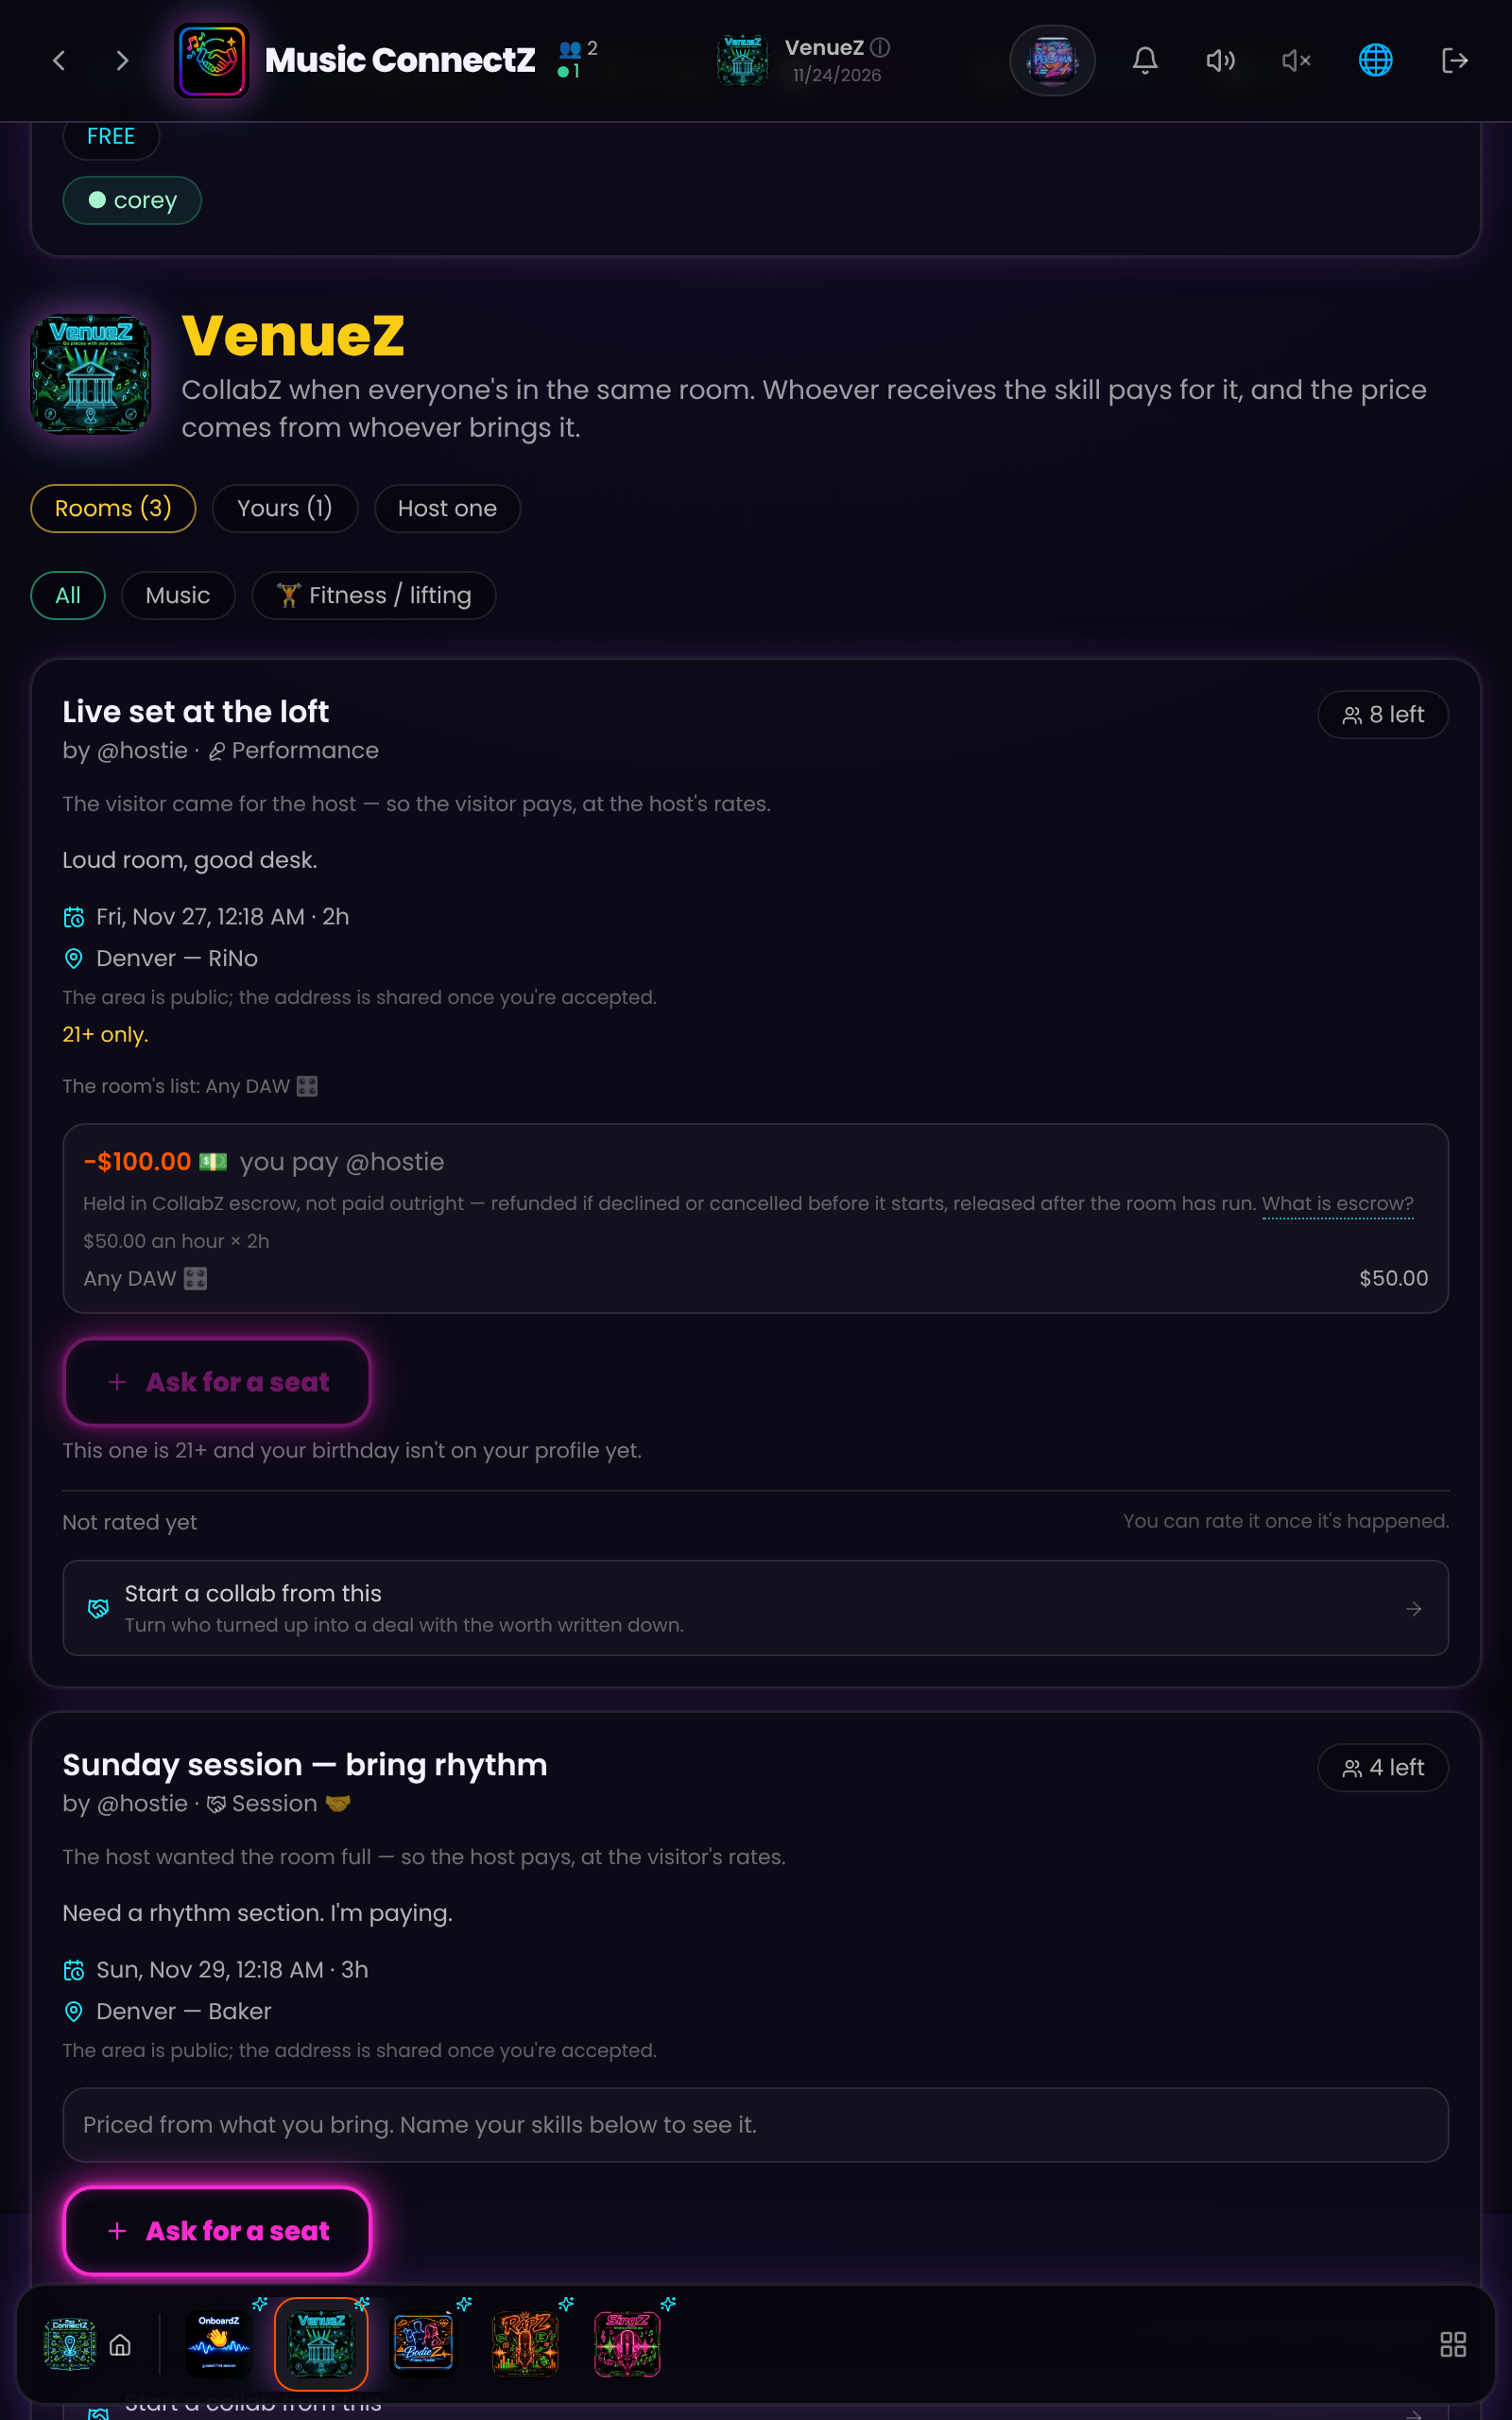 Music ConnectZ
2
1
VenueZ
VenueZ
11/24/2026
FREE
corey
VenueZ
VenueZ
CollabZ when everyone's in the same room. Whoever receives the skill pays for it, and the price
comes from whoever brings it.
Rooms (3)
Yours (1)
Host one
All
Music
Fitness / lifting
Live set at the loft
8 left
by @hostie · Performance
The visitor came for the host — so the visitor pays, at the host's rates.
Loud room, good desk.
Fri, Nov 27, 12:18 AM · 2h
Denver — RiNo
The area is public; the address is shared once you're accepted.
21+ only.
The room's list: Any DAW
-$100.00 you pay @hostie
Held in CollabZ escrow, not paid outright — refunded if declined or cancelled before it starts, released after the room has run. What is escrow?
$50.00 an hour × 2h
Any DAW
$50.00
+ Ask for a seat
This one is 21+ and your birthday isn't on your profile yet.
Not rated yet
You can rate it once it's happened.
Start a collab from this
Turn who turned up into a deal with the worth written down.
Sunday session — bring rhythm
4 left
by @hostie · Session
The host wanted the room full — so the host pays, at the visitor's rates.
Need a rhythm section. I'm paying.
Sun, Nov 29, 12:18 AM · 3h
Denver — Baker
The area is public; the address is shared once you're accepted.
Priced from what you bring. Name your skills below to see it.
+ Ask for a seat
ConnectZ
OnboardZ
VenueZ
BodieZ
RapZ
SingZ
Start a collab from this